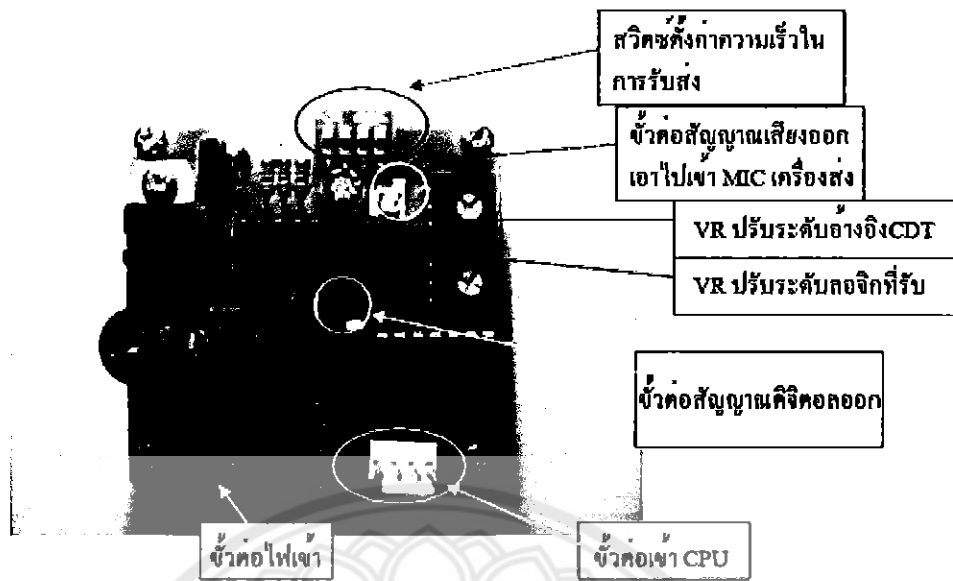 สวิตซ์ตั้งค่าความเร็วใน
การรับส่ง
ขั้วต่อสัญญาณเสียงออก
เอาไปเข้า MIC เครื่องส่ง
VR ปรับระดับอ้างอิงCDT
VR ปรับระดับลอจิกที่รับ
ขั้วต่อสัญญาณดิจิตอลออก
ขั้วต่อไฟเข้า
ขั้วต่อเข้า CPU